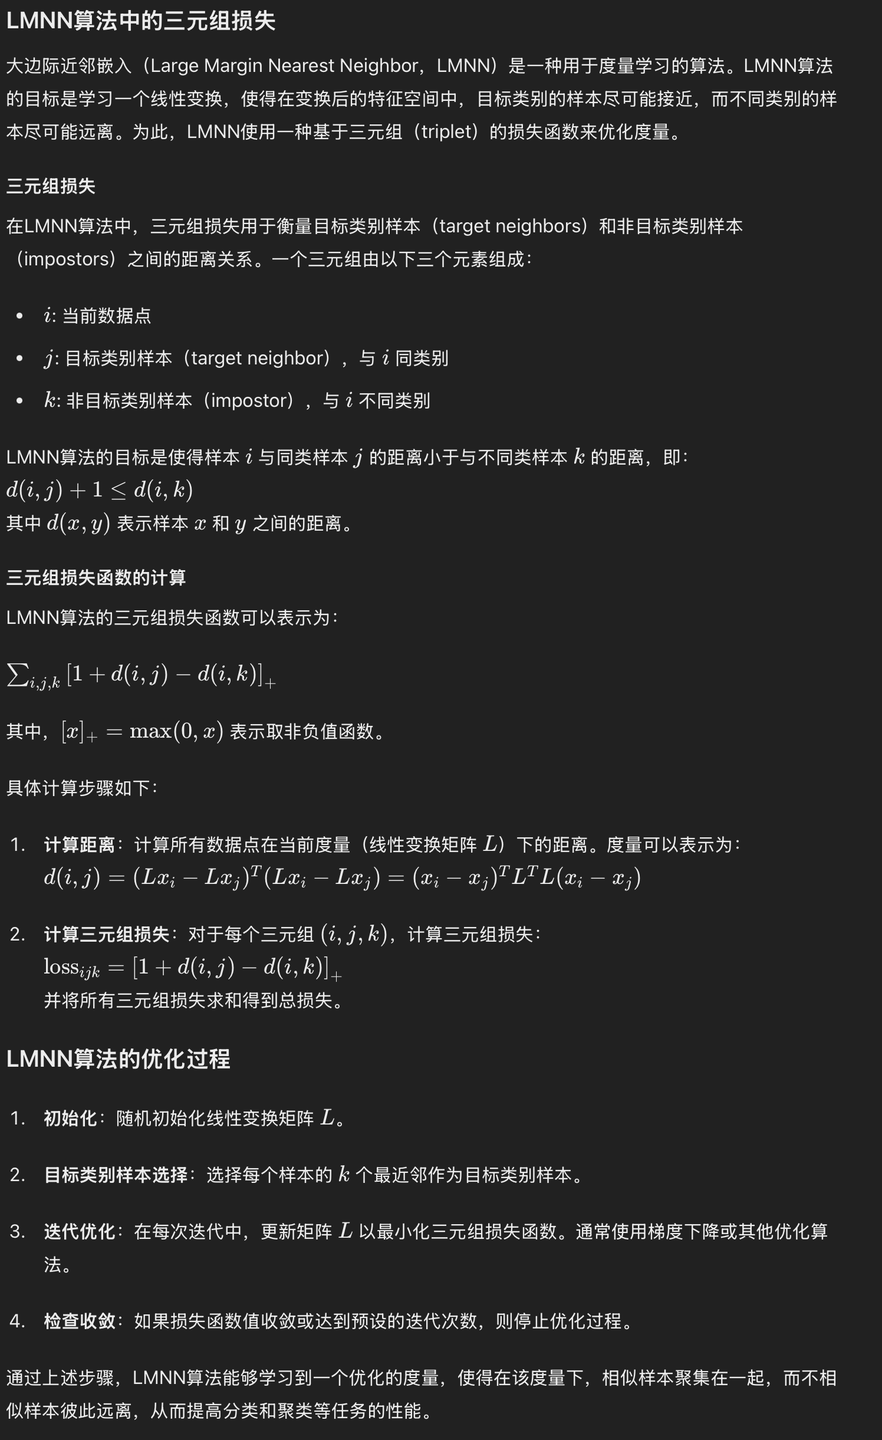 LMNN算法中的三元组损失
大边际近邻嵌入（Large Margin Nearest Neighbor，LMNN）是一种用于度量学习的算法。LMNN算法
的目标是学习一个线性变换，使得在变换后的特征空间中，目标类别的样本尽可能接近，而不同类别的样
本尽可能远离。为此，LMNN使用一种基于三元组（triplet）的损失函数来优化度量。
三元组损失
在LMNN算法中，三元组损失用于衡量目标类别样本（target neighbors）和非目标类别样本
（impostors）之间的距离关系。一个三元组由以下三个元素组成：
• i: 当前数据点
• j: 目标类别样本（target neighbor），与 i 同类别
• k: 非目标类别样本（impostor），与 i 不同类别
LMNN算法的目标是使得样本 i 与同类样本 j 的距离小于与不同类样本 k 的距离，即：
d(i, j) + 1 ≤ d(i, k)
其中 d(x, y) 表示样本 x 和 y 之间的距离。
三元组损失函数的计算
LMNN算法的三元组损失函数可以表示为：
∑_{i,j,k} [1 + d(i, j) − d(i, k)]_+
其中，[x]_+ = max(0, x) 表示取非负值函数。
具体计算步骤如下：
1. 计算距离：计算所有数据点在当前度量（线性变换矩阵 L）下的距离。度量可以表示为：
d(i, j) = (Lx_i − Lx_j)^T (Lx_i − Lx_j) = (x_i − x_j)^T L^T L(x_i − x_j)
2. 计算三元组损失：对于每个三元组 (i, j, k)，计算三元组损失：
loss_{ijk} = [1 + d(i, j) − d(i, k)]_+
并将所有三元组损失求和得到总损失。
LMNN算法的优化过程
1. 初始化：随机初始化线性变换矩阵 L。
2. 目标类别样本选择：选择每个样本的 k 个最近邻作为目标类别样本。
3. 迭代优化：在每次迭代中，更新矩阵 L 以最小化三元组损失函数。通常使用梯度下降或其他优化算
法。
4. 检查收敛：如果损失函数值收敛或达到预设的迭代次数，则停止优化过程。
通过上述步骤，LMNN算法能够学习到一个优化的度量，使得在该度量下，相似样本聚集在一起，而不相
似样本彼此远离，从而提高分类和聚类等任务的性能。